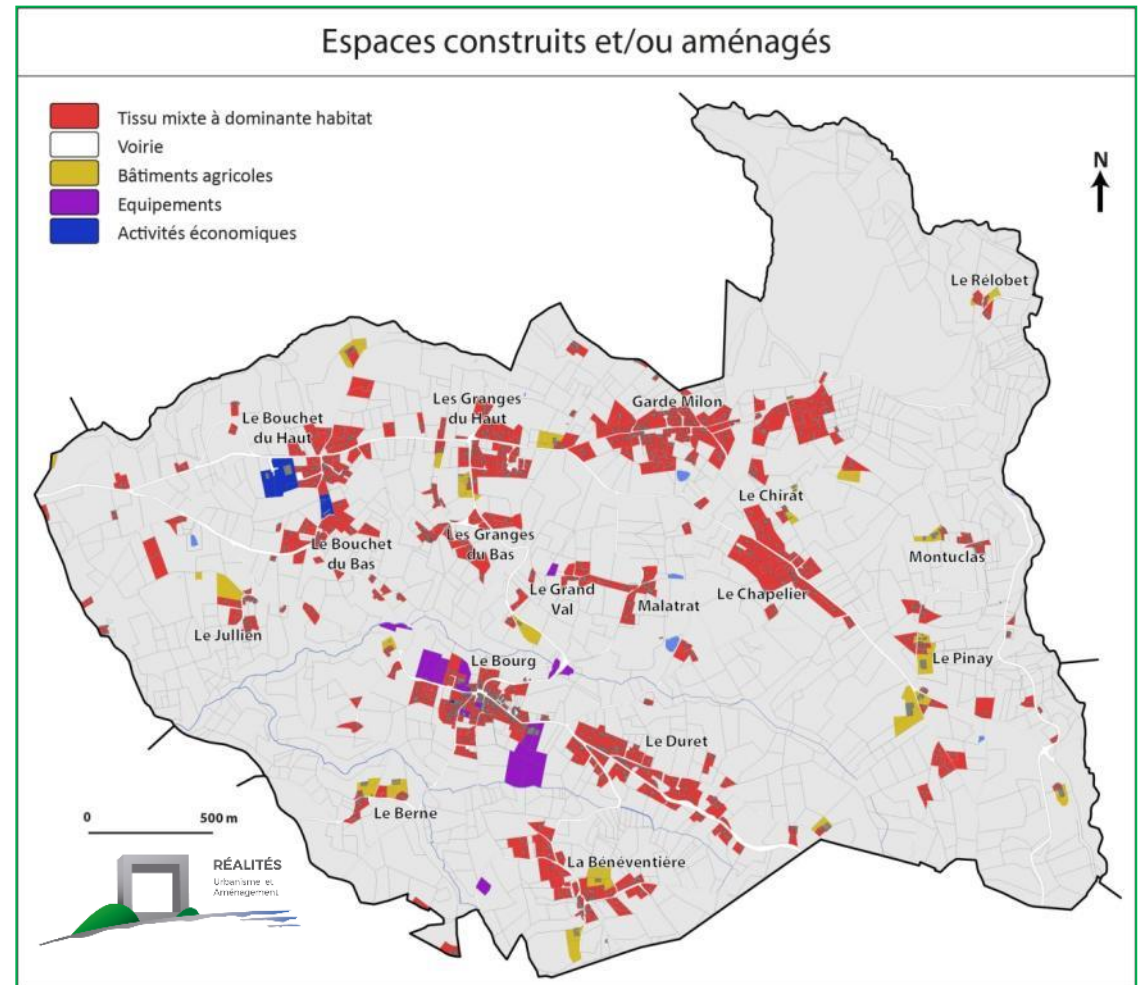 Espaces construits et/ou aménagés
Tissu mixte à dominante habitat
Voirie
Bâtiments agricoles
Equipements
Activités économiques
N
Le Rélobet
Les Granges
du Haut
Garde Milon
Le Bouchet
du Haut
Le Chirat
Les Granges
du Bas
Le Bouchet
du Bas
Montuclas
Le Grand
Val
Malatrat
Le Chapelier
Le Jullien
Le Bourg
Le Pinay
Le Duret
Le Berne
La Bénéventière
0 500 m
RÉALITÉS
Urbanisme et
Aménagement